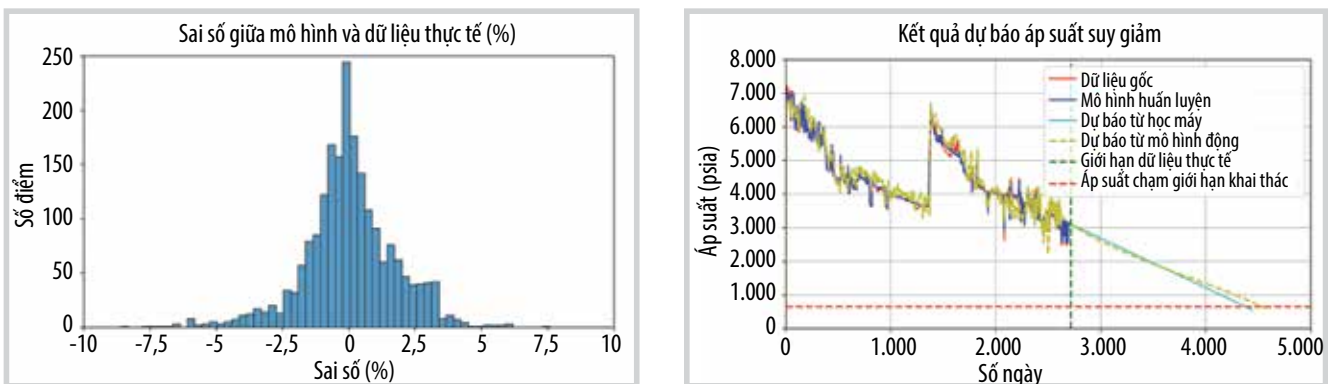 Sai số giữa mô hình và dữ liệu thực tế (%)
250
200
150
100
50
0
Số điểm
-10
-7,5
-5
-2,5
0
2,5
5
7,5
10
Sai số (%)
Kết quả dự báo áp suất suy giảm
8.000
7.000
6.000
5.000
4.000
3.000
2.000
1.000
0
Áp suất (psia)
Dữ liệu gốc
Mô hình huấn luyện
Dự báo từ học máy
Dự báo từ mô hình động
Giới hạn dữ liệu thực tế
Áp suất chạm giới hạn khai thác
0
1.000
2.000
3.000
4.000
5.000
Số ngày